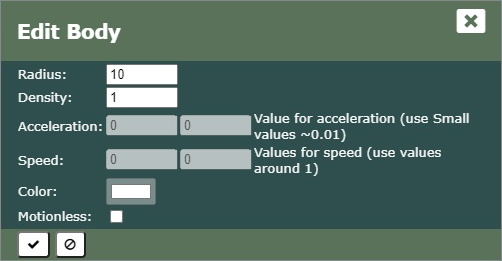 Edit Body
Radius: 10
Density: 1
Acceleration: 0 0 Value for acceleration (use Small
values ~0.01)
Speed: 0 0 Values for speed (use values
around 1)
Color:
Motionless: